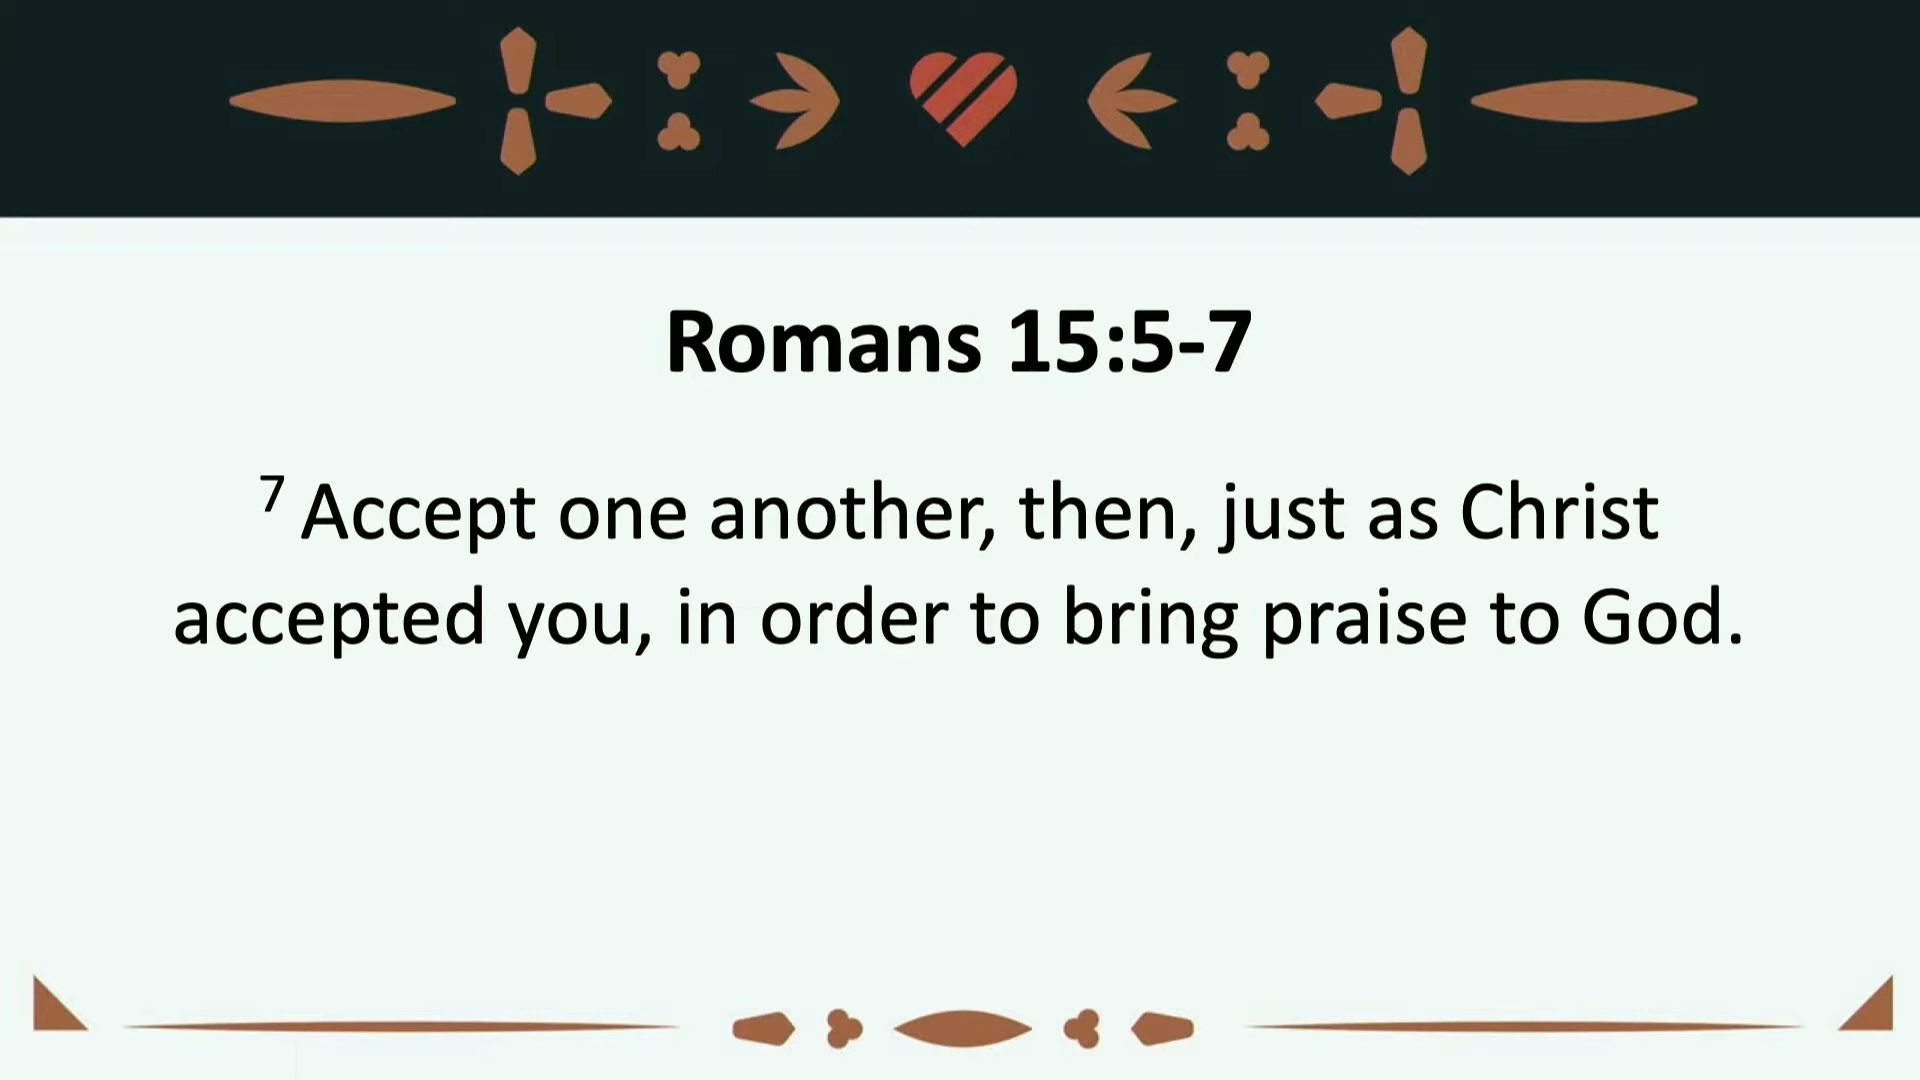 Romans 15:5-7
⁷ Accept one another, then, just as Christ
accepted you, in order to bring praise to God.